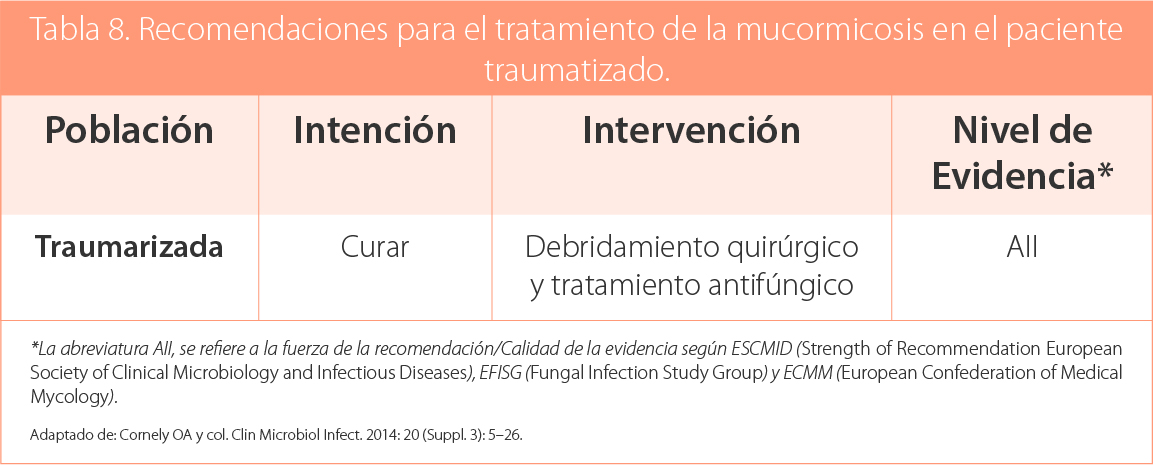 Tabla 8. Recomendaciones para el tratamiento de la mucormicosis en el paciente
traumatizado.
Población
Intención
Intervención
Nivel de
Evidencia*
Traumarizada
Curar
Debridamiento quirúrgico
y tratamiento antifúngico
AII
*La abreviatura AII, se refiere a la fuerza de la recomendación/Calidad de la evidencia según ESCMID (Strength of Recommendation European
Society of Clinical Microbiology and Infectious Diseases), EFISG (Fungal Infection Study Group) y ECMM (European Confederation of Medical
Mycology).
Adaptado de: Cornely OA y col. Clin Microbiol Infect. 2014: 20 (Suppl. 3): 5–26.